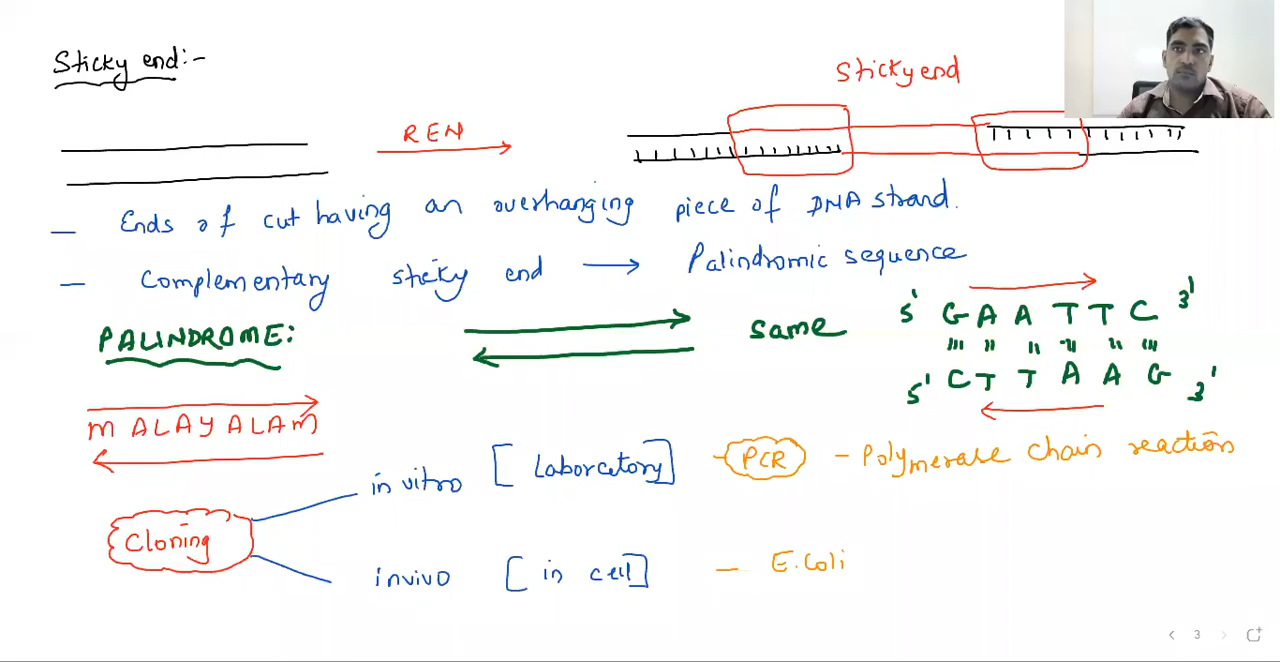 Sticky end:-
Sticky end
REN
— Ends of cut having an overhanging piece of DNA strand.
— Complementary sticky end → Palindromic sequence
PALINDROME:
same
5' G A A T T C 3'
5' C T T A A G 3'
MALAYALAM
Cloning
in vitro [Laborctory] - PCR - Polymerase chain reaction
invivo [in cell] — E.Coli
< 3 >